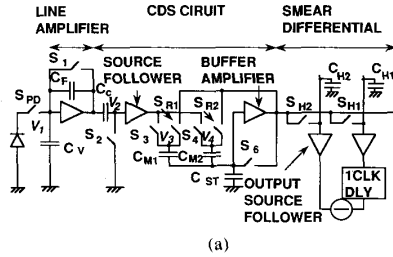 LINE AMPLIFIER
CDS CIRUIT
SMEAR DIFFERENTIAL
S1
CF
SOURCE FOLLOWER
BUFFER AMPLIFIER
CH2
CH1
SPD
CC
V2
SR1
SR2
SH2
SH1
V1
S2
S3
V3
S4
V4
S6
CV
CM1
CM2
CST
OUTPUT SOURCE FOLLOWER
1CLK DLY
(a)